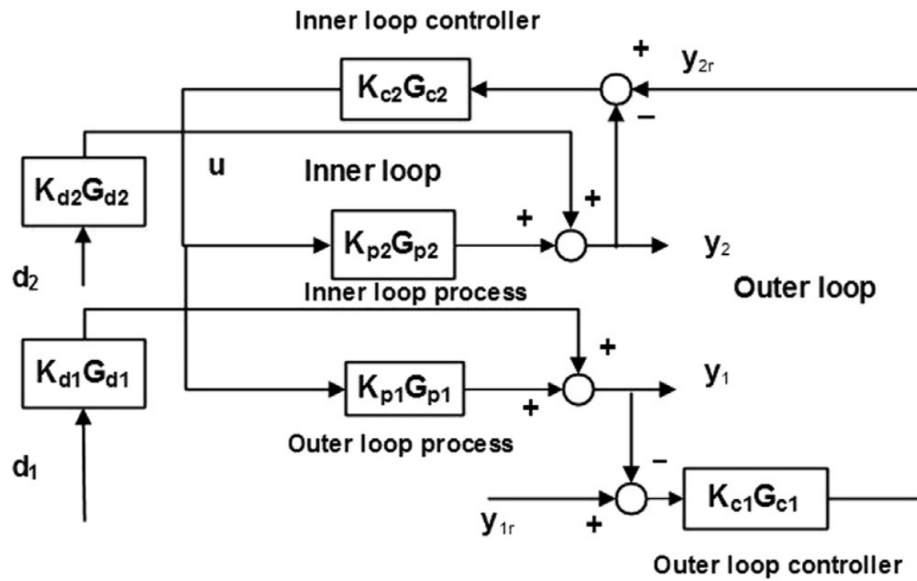 Inner loop controller
+
y2r
Kc2Gc2
−
u
Inner loop
Kd2Gd2
+
+
Kp2Gp2
y2
d2
Inner loop process
Outer loop
Kd1Gd1
+
y1
Kp1Gp1
+
Outer loop process
d1
−
Kc1Gc1
y1r
+
Outer loop controller